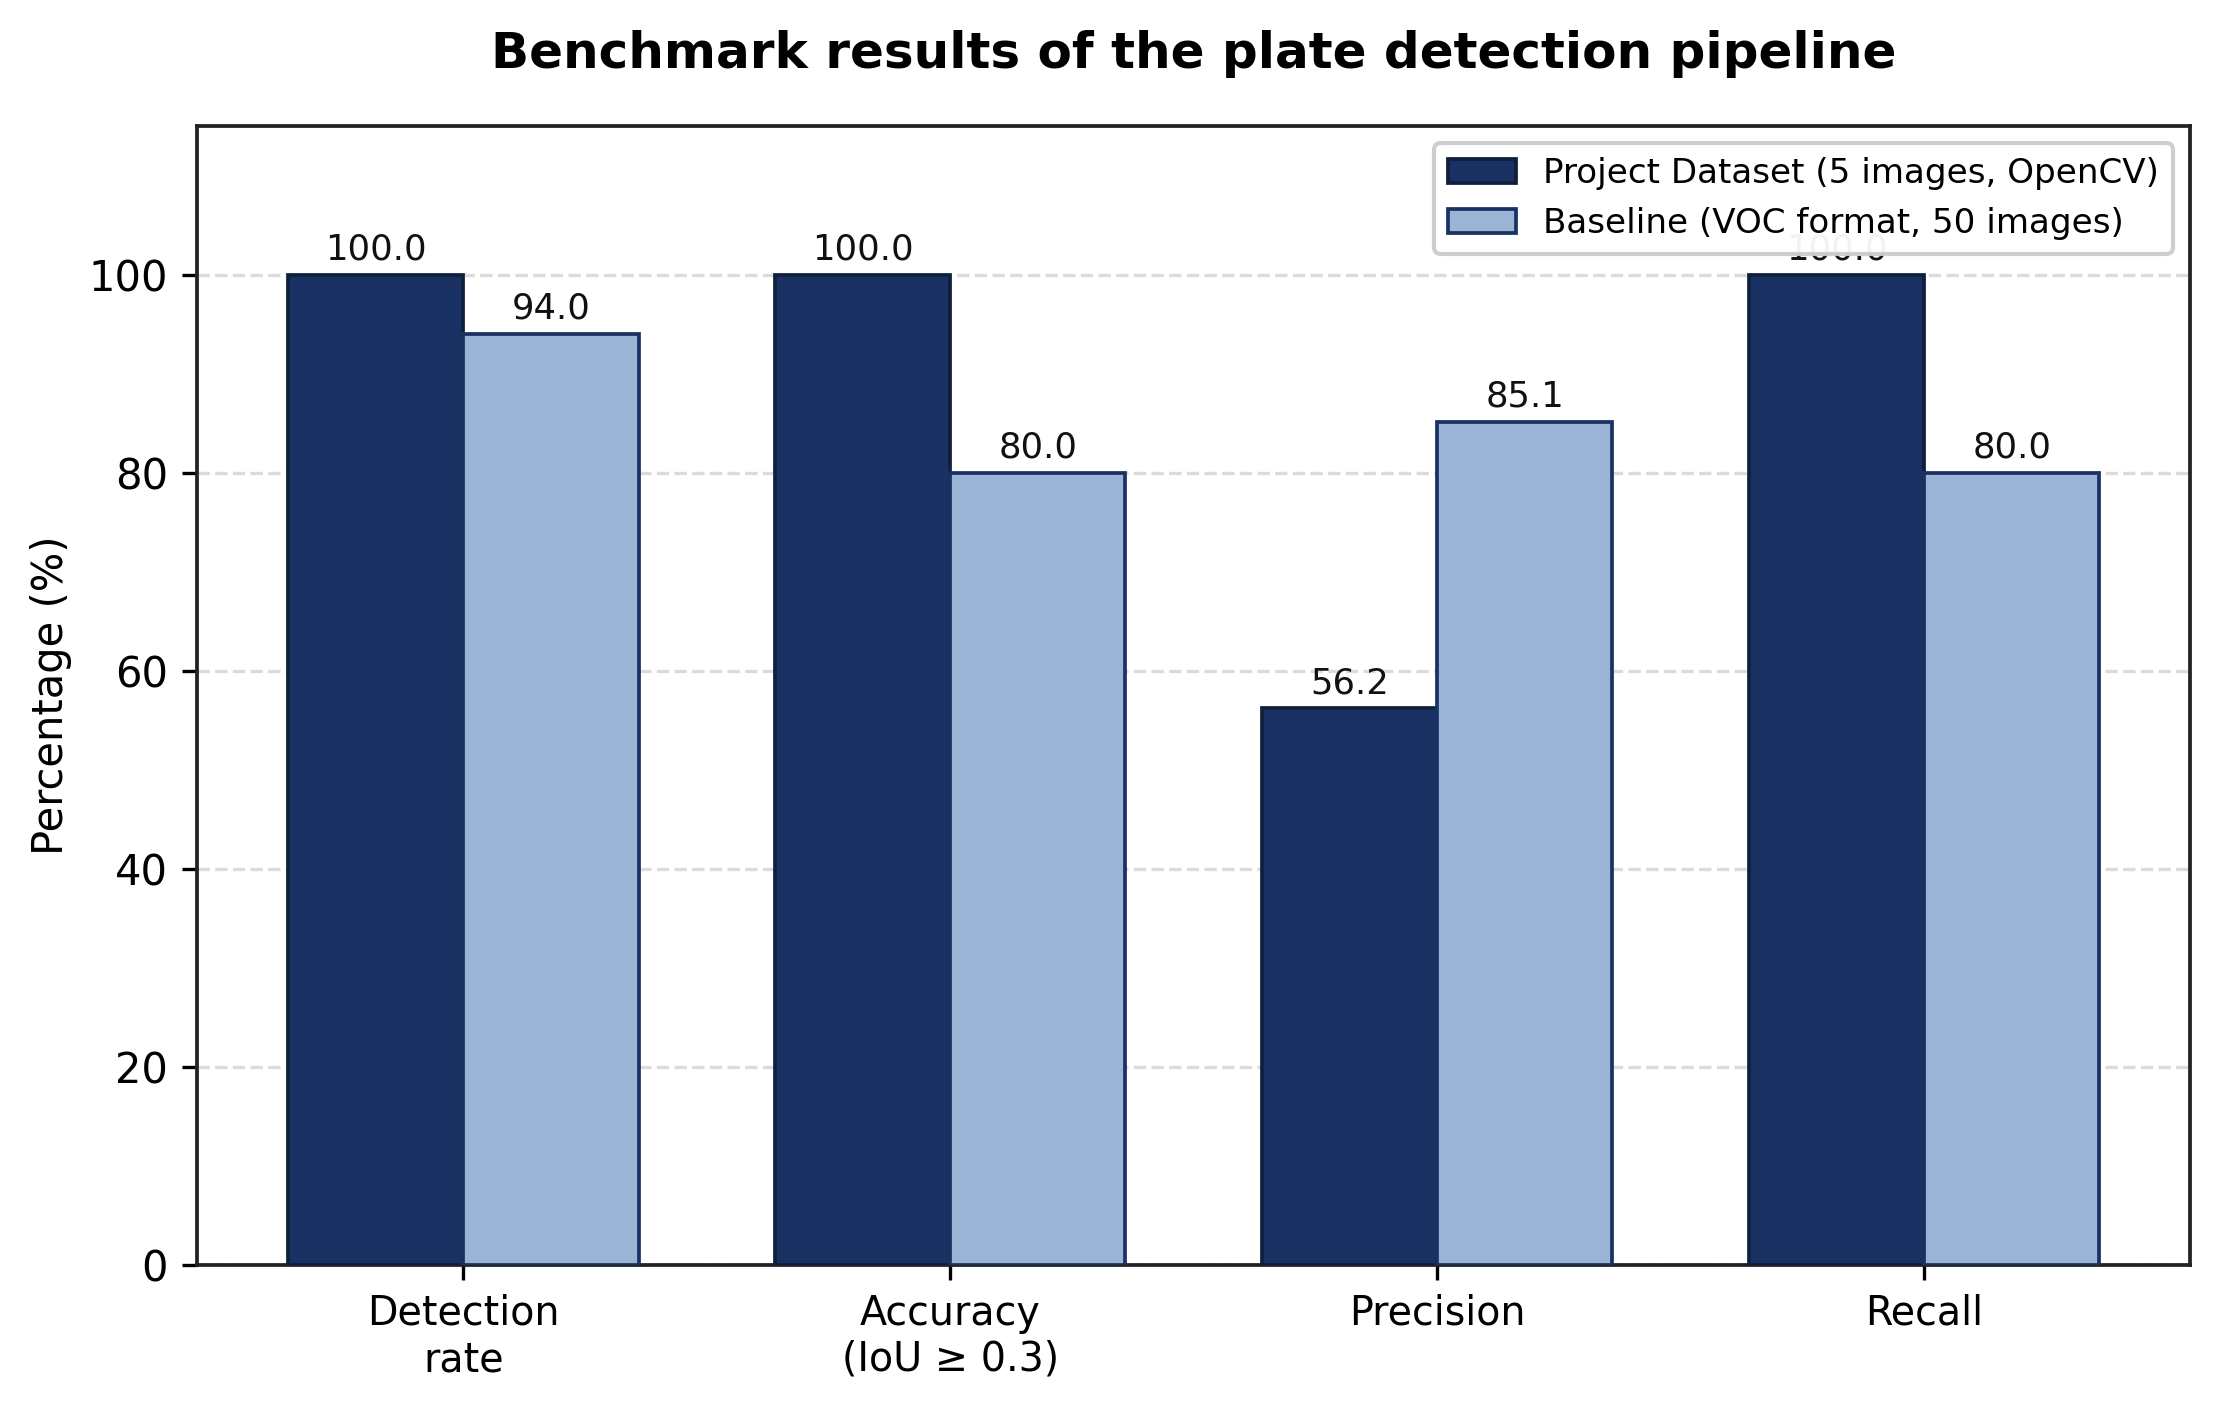 Benchmark results of the plate detection pipeline
Project Dataset (5 images, OpenCV)
Baseline (VOC format, 50 images)
100.0
94.0
100.0
80.0
56.2
85.1
100.0
80.0
Percentage (%)
100
80
60
40
20
0
Detection
rate
Accuracy
(IoU ≥ 0.3)
Precision
Recall